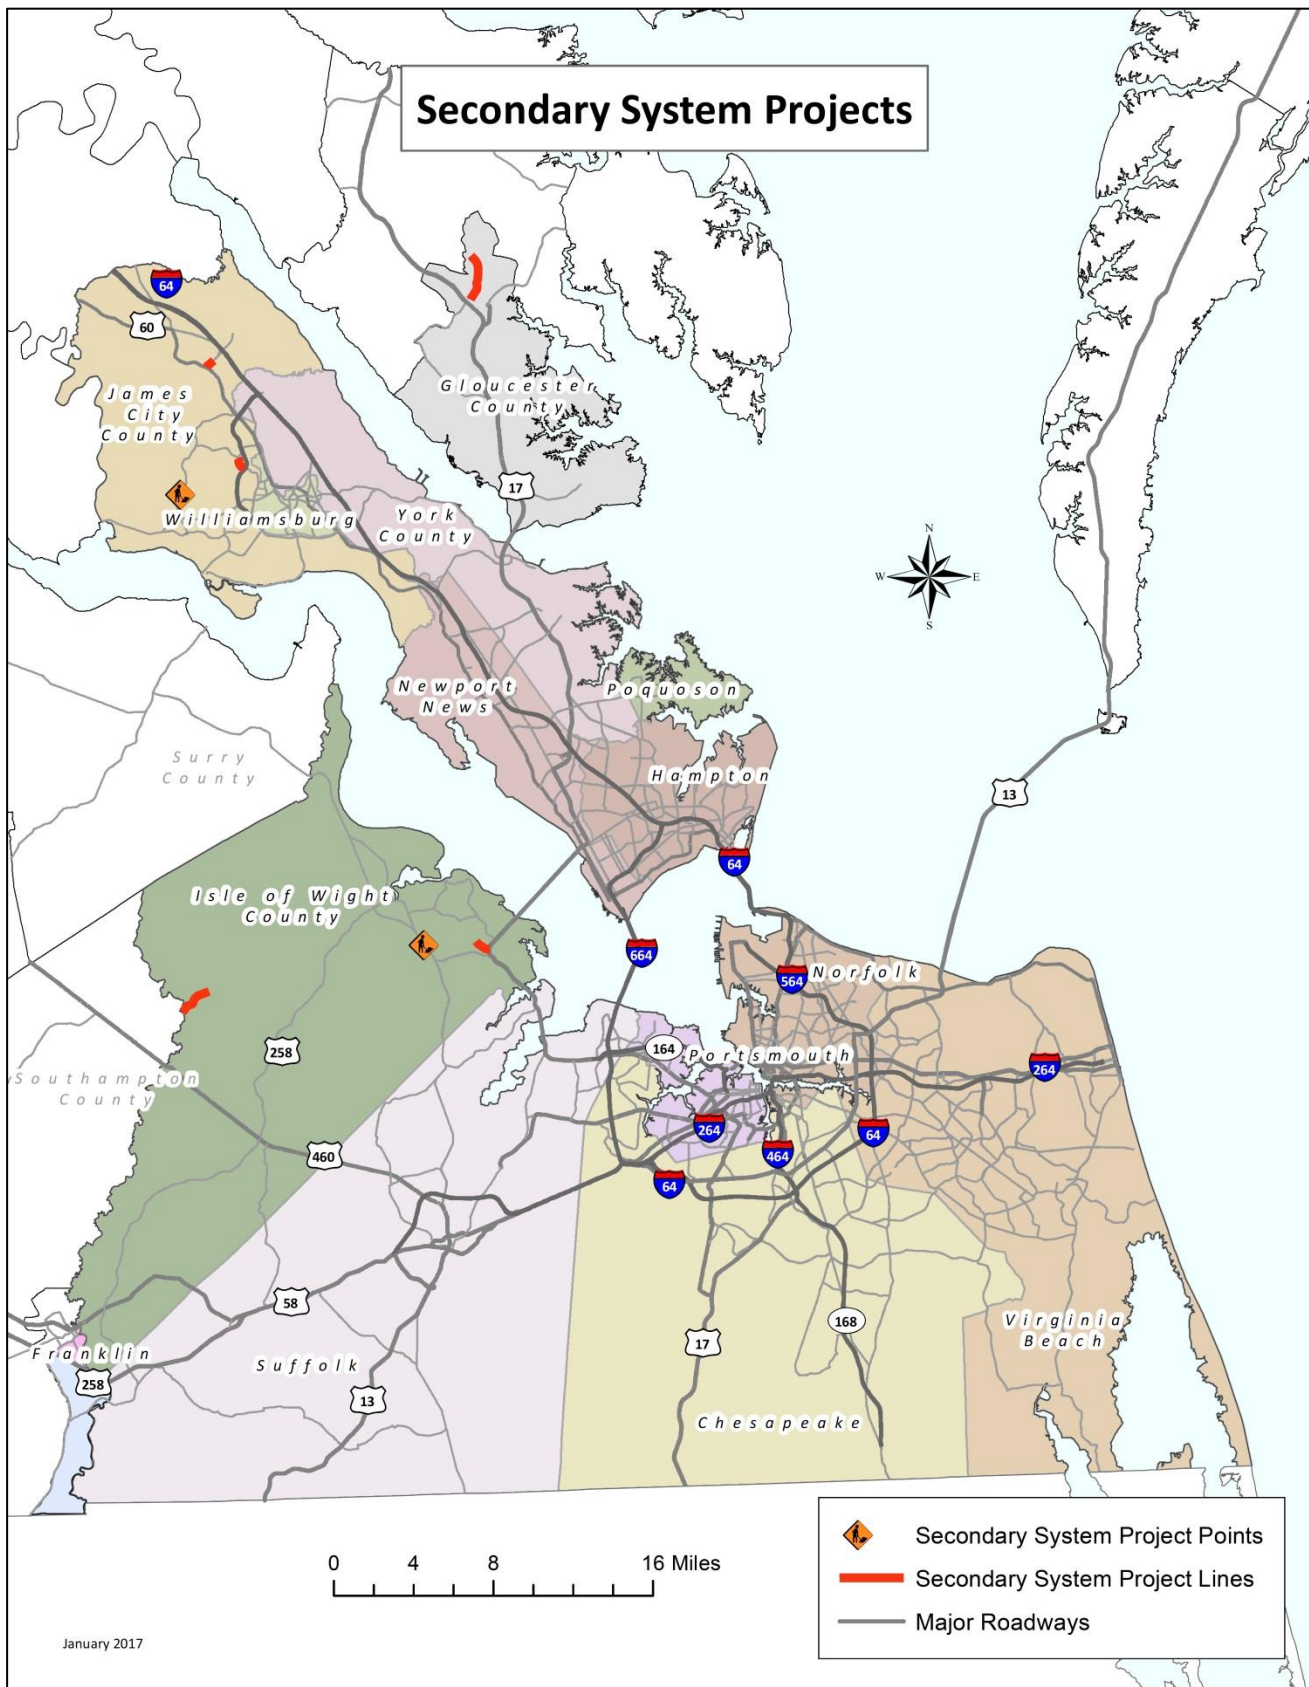 Secondary System Projects
64
60
James
City
County
Gloucester
County
17
Williamsburg
York
County
N
W
E
S
Newport
News
Poquoson
Surry
County
Hampton
13
64
Isle of Wight
County
664
564
Norfolk
258
164
Portsmouth
264
Southampton
County
264
64
460
464
64
58
168
Virginia
Beach
17
Franklin
Suffolk
258
13
Chesapeake
0
4
8
16 Miles
Secondary System Project Points
Secondary System Project Lines
Major Roadways
January 2017